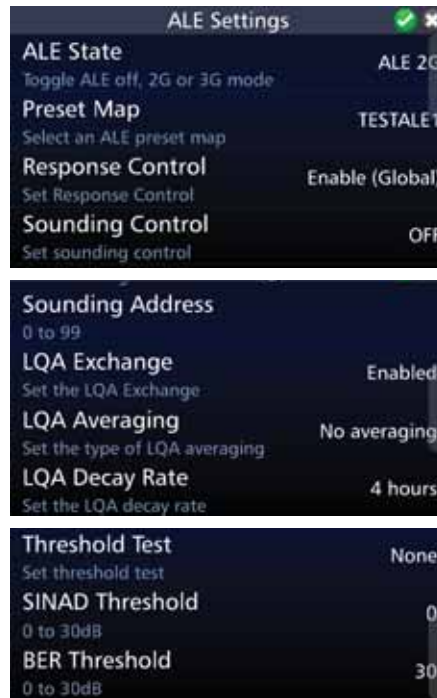 ALE Settings
ALE State
ALE 2G
Toggle ALE off, 2G or 3G mode
Preset Map
TESTALE1
Select an ALE preset map
Response Control
Enable (Global)
Set Response Control
Sounding Control
OFF
Set sounding control
Sounding Address
0 to 99
LQA Exchange
Enabled
Set the LQA Exchange
LQA Averaging
No averaging
Set the type of LQA averaging
LQA Decay Rate
4 hours
Set the LQA decay rate
Threshold Test
None
Set threshold test
SINAD Threshold
0
0 to 30dB
BER Threshold
30
0 to 30dB